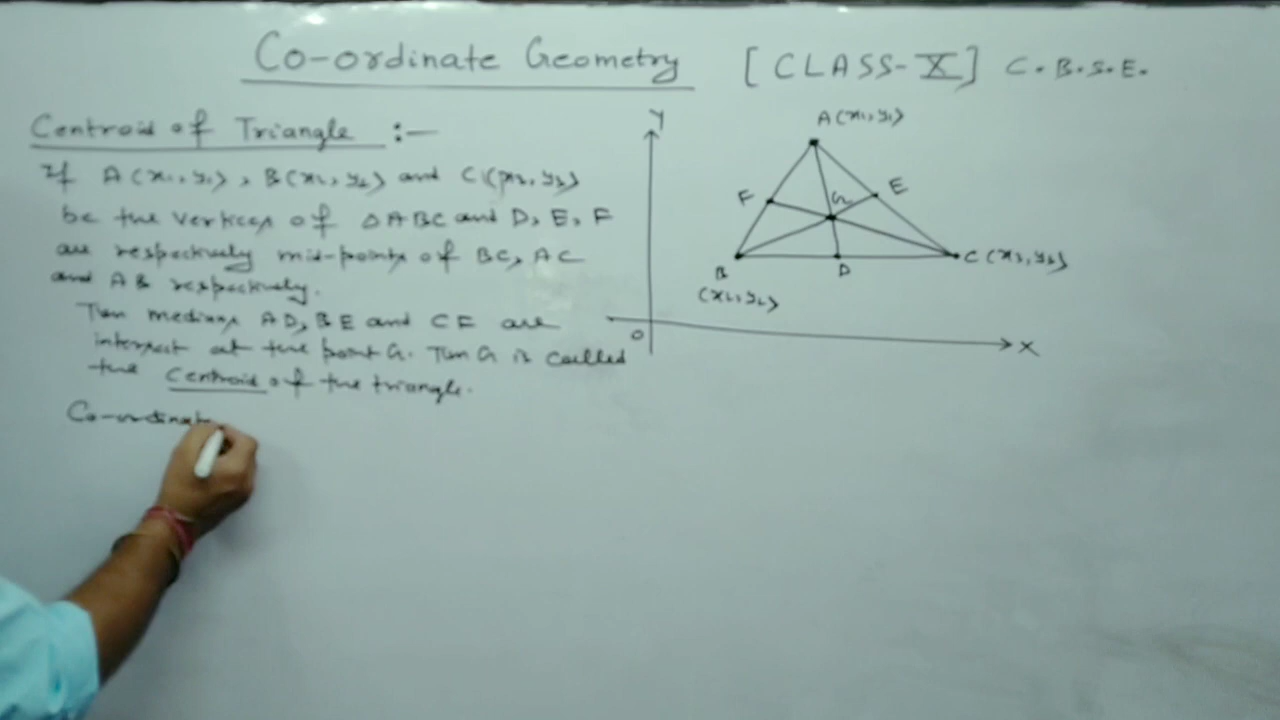 Co-ordinate Geometry [CLASS-X] C.B.S.E.
Centroid of Triangle :-
If A(x₁,y₁), B(x₂,y₂) and C(x₃,y₃)
be the vertices of △ABC and D, E, F
are respectively mid-points of BC, AC
and AB respectively.
Then medians AD, BE and CF are
intersect at the point G. Then G is called
the Centroid of the triangle.
Co-ordinate
Y
A(x₁,y₁)
F
E
G
B
(x₂,y₂)
D
C(x₃,y₃)
O
X